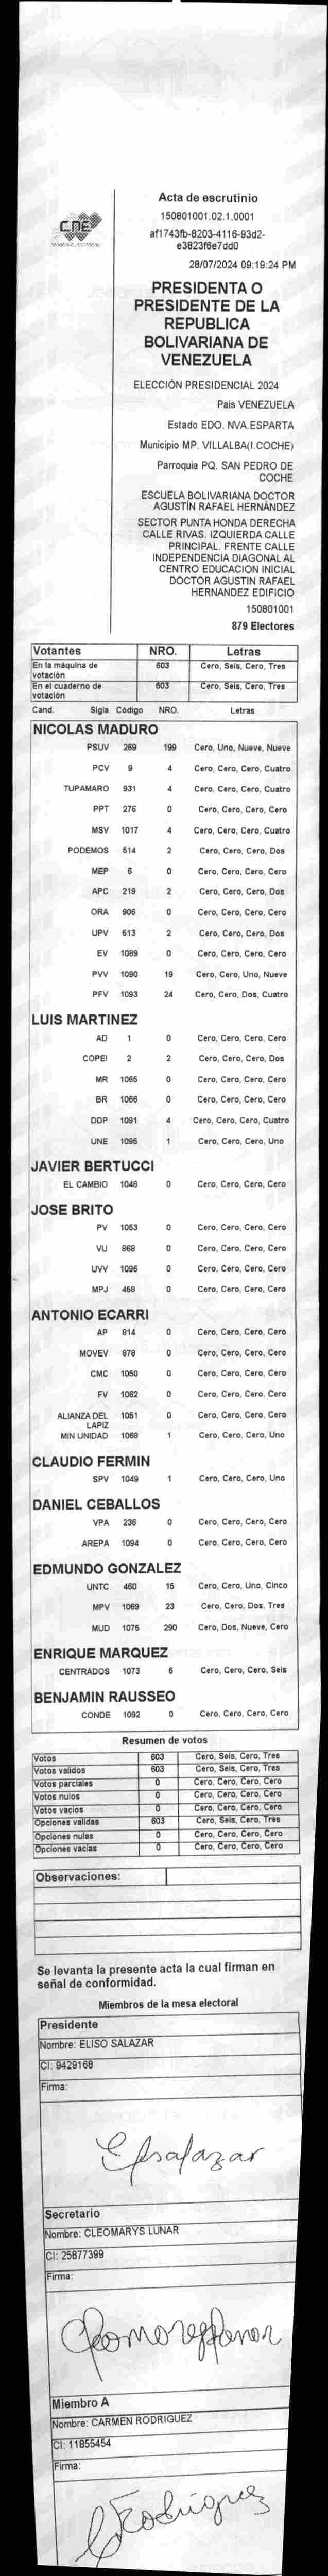 CNE
Acta de escrutinio
150801001.02.1.0001
af1743fb-8203-4116-93d2-
e3823f6e7dd0
28/07/2024 09:19:24 PM
PRESIDENTA O
PRESIDENTE DE LA
REPUBLICA
BOLIVARIANA DE
VENEZUELA
ELECCIÓN PRESIDENCIAL 2024
Pais VENEZUELA
Estado EDO. NVA.ESPARTA
Municipio MP. VILLALBA(I.COCHE)
Parroquia PQ. SAN PEDRO DE
COCHE
ESCUELA BOLIVARIANA DOCTOR
AGUSTÍN RAFAEL HERNÁNDEZ
SECTOR PUNTA HONDA DERECHA
CALLE RIVAS. IZQUIERDA CALLE
PRINCIPAL. FRENTE CALLE
INDEPENDENCIA DIAGONAL AL
CENTRO EDUCACION INICIAL
DOCTOR AGUSTIN RAFAEL
HERNANDEZ EDIFICIO
150801001
879 Electores
Votantes NRO. Letras
En la máquina de votación 603 Cero, Seis, Cero, Tres
En el cuaderno de votación 603 Cero, Seis, Cero, Tres
Cand. Sigla Código NRO. Letras
NICOLAS MADURO
PSUV 269 199 Cero, Uno, Nueve, Nueve
PCV 9 4 Cero, Cero, Cero, Cuatro
TUPAMARO 931 4 Cero, Cero, Cero, Cuatro
PPT 276 0 Cero, Cero, Cero, Cero
MSV 1017 4 Cero, Cero, Cero, Cuatro
PODEMOS 514 2 Cero, Cero, Cero, Dos
MEP 6 0 Cero, Cero, Cero, Cero
APC 219 2 Cero, Cero, Cero, Dos
ORA 906 0 Cero, Cero, Cero, Cero
UPV 513 2 Cero, Cero, Cero, Dos
EV 1089 0 Cero, Cero, Cero, Cero
PVV 1090 19 Cero, Cero, Uno, Nueve
PFV 1093 24 Cero, Cero, Dos, Cuatro
LUIS MARTINEZ
AD 1 0 Cero, Cero, Cero, Cero
COPEI 2 2 Cero, Cero, Cero, Dos
MR 1065 0 Cero, Cero, Cero, Cero
BR 1066 0 Cero, Cero, Cero, Cero
DDP 1091 4 Cero, Cero, Cero, Cuatro
UNE 1095 1 Cero, Cero, Cero, Uno
JAVIER BERTUCCI
EL CAMBIO 1048 0 Cero, Cero, Cero, Cero
JOSE BRITO
PV 1053 0 Cero, Cero, Cero, Cero
VU 868 0 Cero, Cero, Cero, Cero
UVV 1096 0 Cero, Cero, Cero, Cero
MPJ 458 0 Cero, Cero, Cero, Cero
ANTONIO ECARRI
AP 814 0 Cero, Cero, Cero, Cero
MOVEV 878 0 Cero, Cero, Cero, Cero
CMC 1050 0 Cero, Cero, Cero, Cero
FV 1062 0 Cero, Cero, Cero, Cero
ALIANZA DEL LAPIZ 1051 0 Cero, Cero, Cero, Cero
MIN UNIDAD 1068 1 Cero, Cero, Cero, Uno
CLAUDIO FERMIN
SPV 1049 1 Cero, Cero, Cero, Uno
DANIEL CEBALLOS
VPA 236 0 Cero, Cero, Cero, Cero
AREPA 1094 0 Cero, Cero, Cero, Cero
EDMUNDO GONZALEZ
UNTC 460 15 Cero, Cero, Uno, Cinco
MPV 1069 23 Cero, Cero, Dos, Tres
MUD 1075 290 Cero, Dos, Nueve, Cero
ENRIQUE MARQUEZ
CENTRADOS 1073 6 Cero, Cero, Cero, Seis
BENJAMIN RAUSSEO
CONDE 1092 0 Cero, Cero, Cero, Cero
Resumen de votos
Votos 603 Cero, Seis, Cero, Tres
Votos validos 603 Cero, Seis, Cero, Tres
Votos parciales 0 Cero, Cero, Cero, Cero
Votos nulos 0 Cero, Cero, Cero, Cero
Votos vacios 0 Cero, Cero, Cero, Cero
Opciones validas 603 Cero, Seis, Cero, Tres
Opciones nulas 0 Cero, Cero, Cero, Cero
Opciones vacias 0 Cero, Cero, Cero, Cero
Observaciones:
Se levanta la presente acta la cual firman en
señal de conformidad.
Miembros de la mesa electoral
Presidente
Nombre: ELISO SALAZAR
CI: 9429168
Firma:
Efsalazar
Secretario
Nombre: CLEOMARYS LUNAR
CI: 25877399
Firma:
Miembro A
Nombre: CARMEN RODRIGUEZ
CI: 11855454
Firma:
CRodriguez